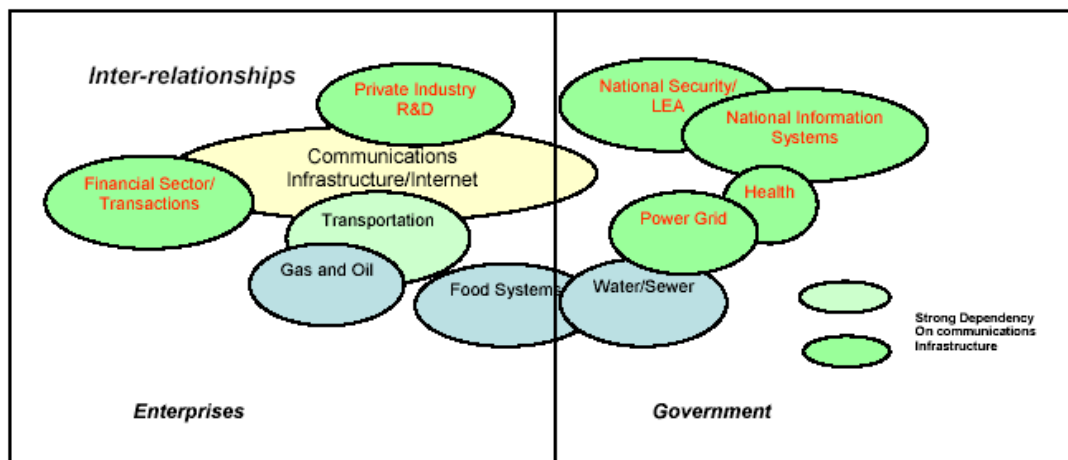 Inter-relationships
Private Industry
R&D
Communications
Infrastructure/Internet
Financial Sector/
Transactions
Transportation
Gas and Oil
Food Systems
Enterprises
National Security/
LEA
National Information
Systems
Health
Power Grid
Water/Sewer
Strong Dependency
On communications
Infrastructure
Government